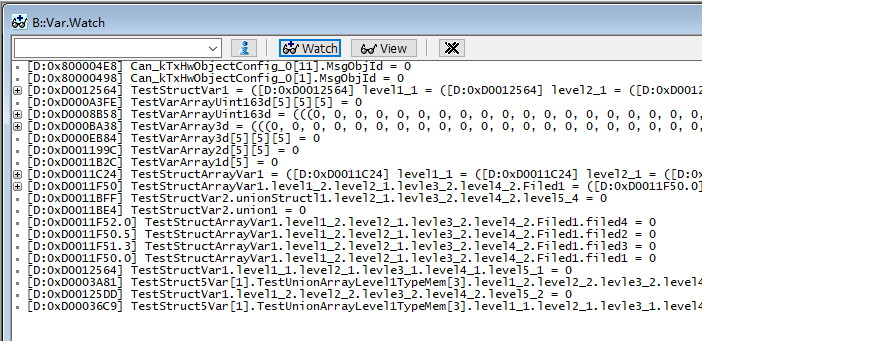 B::Var.Watch
Watch View
[D:0x800004E8] Can_kTxHwObjectConfig_0[11].MsgObjId = 0
[D:0x80000498] Can_kTxHwObjectConfig_0[1].MsgObjId = 0
[D:0xD0012564] TestStructVar1 = ([D:0xD0012564] level1_1 = ([D:0xD0012564] level2_1 = ([D:0xD0012
[D:0xD000A3FE] TestVarArrayUint163d[5][5][5] = 0
[D:0xD0008B58] TestVarArrayUint163d = (((0, 0, 0, 0, 0, 0, 0, 0, 0, 0, 0, 0, 0, 0, 0, 0, 0, 0,
[D:0xD000BA38] TestVarArray3d = (((0, 0, 0, 0, 0, 0, 0, 0, 0, 0, 0, 0, 0, 0, 0, 0, 0, 0, 0, 0, 0,
[D:0xD000EB84] TestVarArray3d[5][5][5] = 0
[D:0xD001199C] TestVarArray2d[5][5] = 0
[D:0xD0011B2C] TestVarArray1d[5] = 0
[D:0xD0011C24] TestStructArrayVar1 = ([D:0xD0011C24] level1_1 = ([D:0xD0011C24] level2_1 = ([D:0x
[D:0xD0011F50] TestStructArrayVar1.level1_2.level2_1.levle3_2.level4_2.Filed1 = ([D:0xD0011F50.0]
[D:0xD0011BFF] TestStructVar2.unionStructl1.level2_1.levle3_2.level4_2.level5_4 = 0
[D:0xD0011BE4] TestStructVar2.union1 = 0
[D:0xD0011F52.0] TestStructArrayVar1.level1_2.level2_1.levle3_2.level4_2.Filed1.filed4 = 0
[D:0xD0011F50.5] TestStructArrayVar1.level1_2.level2_1.levle3_2.level4_2.Filed1.filed2 = 0
[D:0xD0011F51.3] TestStructArrayVar1.level1_2.level2_1.levle3_2.level4_2.Filed1.filed3 = 0
[D:0xD0011F50.0] TestStructArrayVar1.level1_2.level2_1.levle3_2.level4_2.Filed1.filed1 = 0
[D:0xD0012564] TestStructVar1.level1_1.level2_1.levle3_1.level4_1.level5_1 = 0
[D:0xD0003A81] TestStruct5Var[1].TestUnionArrayLevel1TypeMem[3].level1_2.level2_2.levle3_2.level4
[D:0xD00125DD] TestStructVar1.level1_2.level2_2.levle3_2.level4_2.level5_2 = 0
[D:0xD00036C9] TestStruct5Var[1].TestUnionArrayLevel1TypeMem[3].level1_1.level2_1.levle3_1.level4